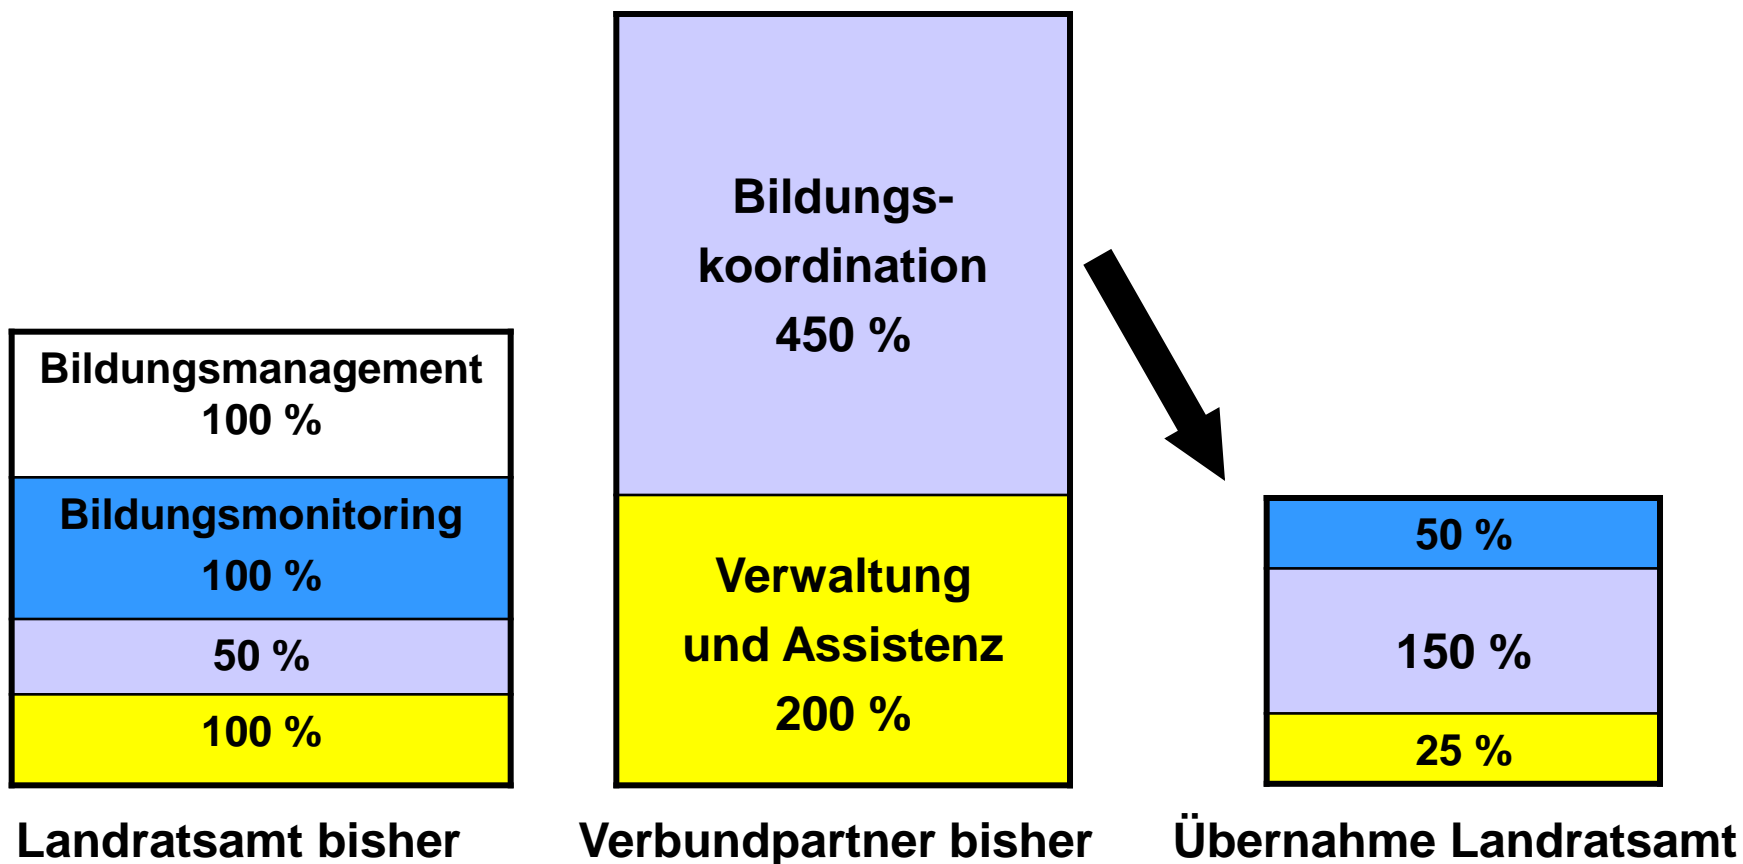 Bildungsmanagement
100 %
Bildungsmonitoring
100 %
50 %
100 %
Landratsamt bisher
Bildungs-
koordination
450 %
Verwaltung
und Assistenz
200 %
Verbundpartner bisher
50 %
150 %
25 %
Übernahme Landratsamt